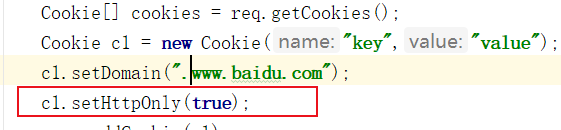 Cookie[] cookies = req.getCookies();
Cookie c1 = new Cookie( name: "key", value: "value");
c1.setDomain(".www.baidu.com");
c1.setHttpOnly(true);